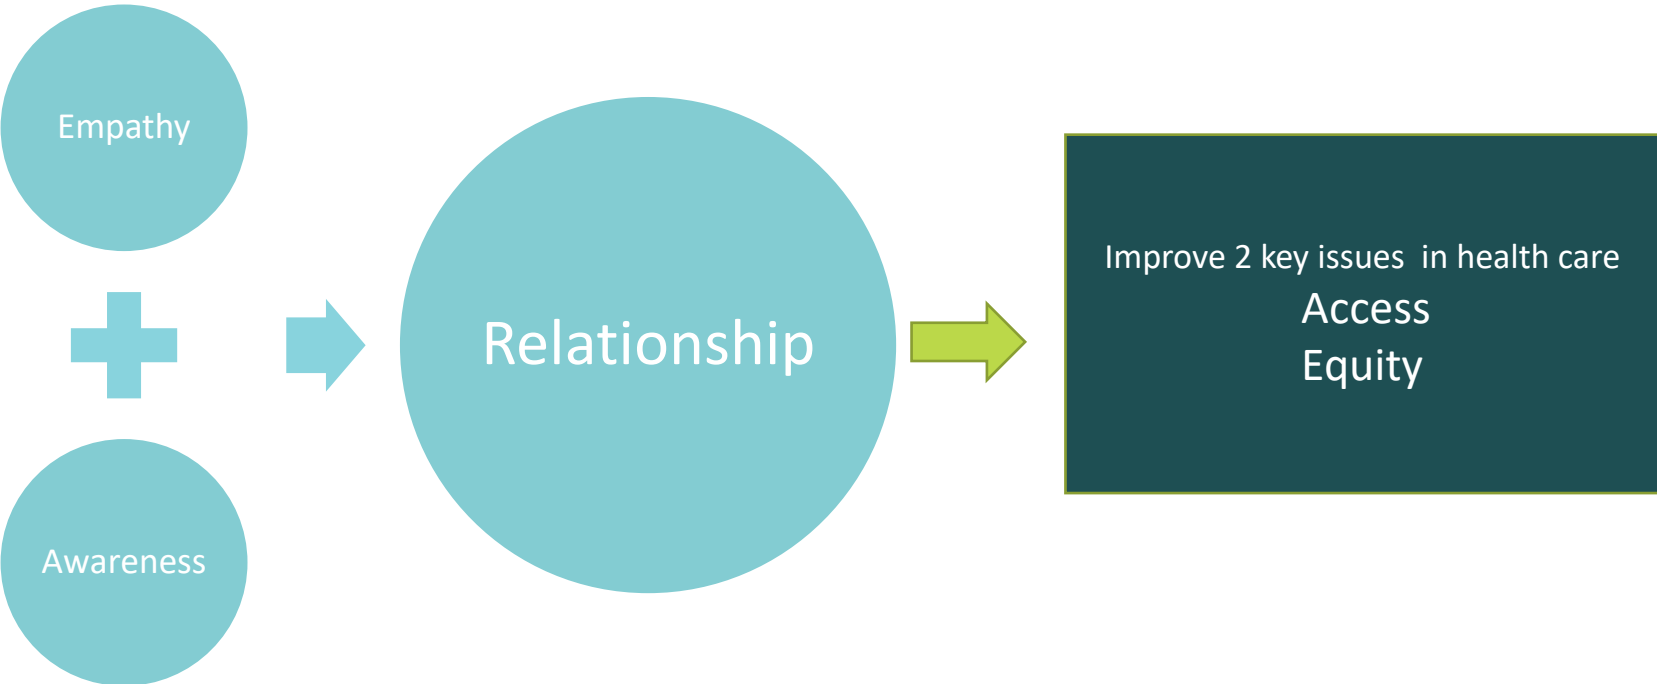 Empathy
Awareness
Relationship
Improve 2 key issues  in health care
Access
Equity